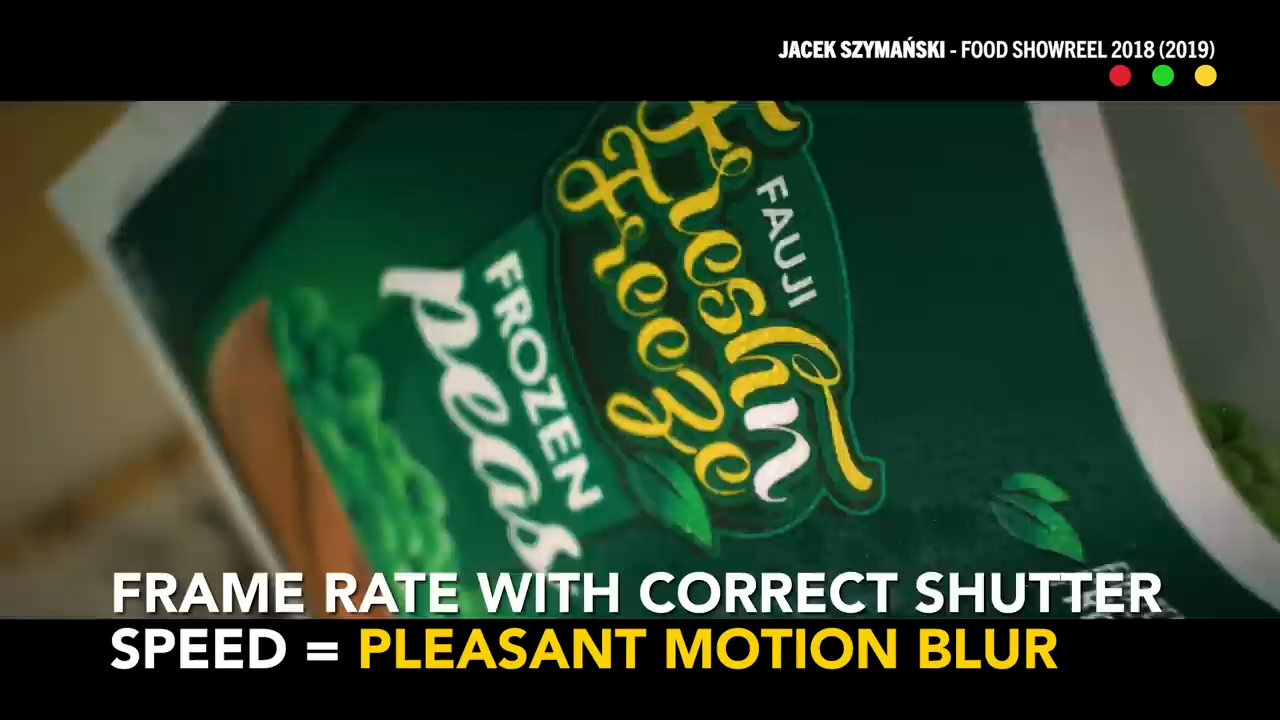 JACEK SZYMAŃSKI - FOOD SHOWREEL 2018 (2019)
FAUJI
Fresh n
Freeze
FROZEN
peas
FRAME RATE WITH CORRECT SHUTTER
SPEED = PLEASANT MOTION BLUR